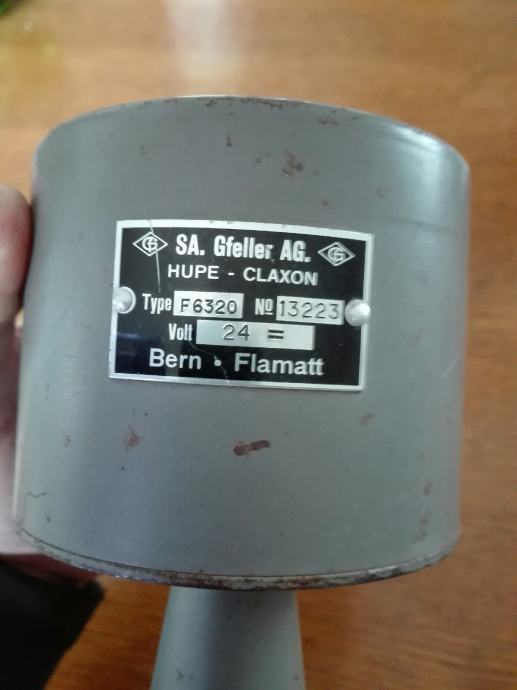 SA. Gfeller AG.
HUPE - CLAXON
Type F6320 No 13223
Volt 24 =
Bern · Flamatt